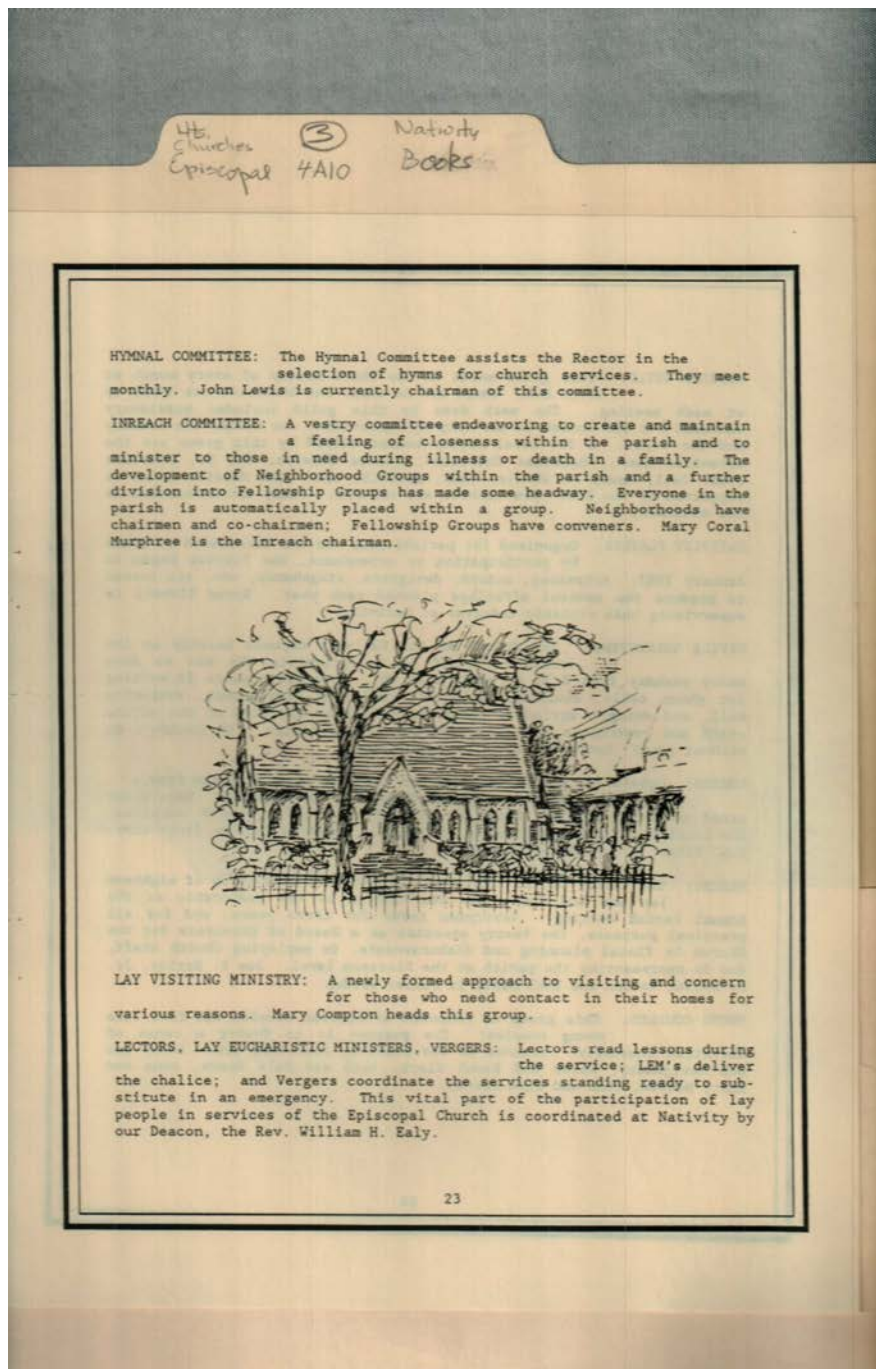 Hts. Nativity
Churches ③ Books
Episcopal 4A10
HYMNAL COMMITTEE: The Hymnal Committee assists the Rector in the
selection of hymns for church services. They meet
monthly. John Lewis is currently chairman of this committee.
INREACH COMMITTEE: A vestry committee endeavoring to create and maintain
a feeling of closeness within the parish and to
minister to those in need during illness or death in a family. The
development of Neighborhood Groups within the parish and a further
division into Fellowship Groups has made some headway. Everyone in the
parish is automatically placed within a group. Neighborhoods have
chairmen and co-chairmen; Fellowship Groups have conveners. Mary Coral
Murphree is the Inreach chairman.
LAY VISITING MINISTRY: A newly formed approach to visiting and concern
for those who need contact in their homes for
various reasons. Mary Compton heads this group.
LECTORS, LAY EUCHARISTIC MINISTERS, VERGERS: Lectors read lessons during
the service; LEM's deliver
the chalice; and Vergers coordinate the services standing ready to sub-
stitute in an emergency. This vital part of the participation of lay
people in services of the Episcopal Church is coordinated at Nativity by
our Deacon, the Rev. William H. Ealy.
23